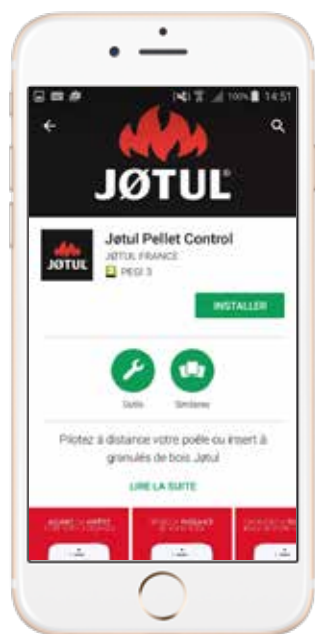 100% 14:51
JØTUL
JØTUL
Jøtul Pellet Control
JØTUL FRANCE
PEGI 3
INSTALLER
Outils
Similaires
Pilotez à distance votre poêle ou insert à
granulés de bois Jøtul
LIRE LA SUITE